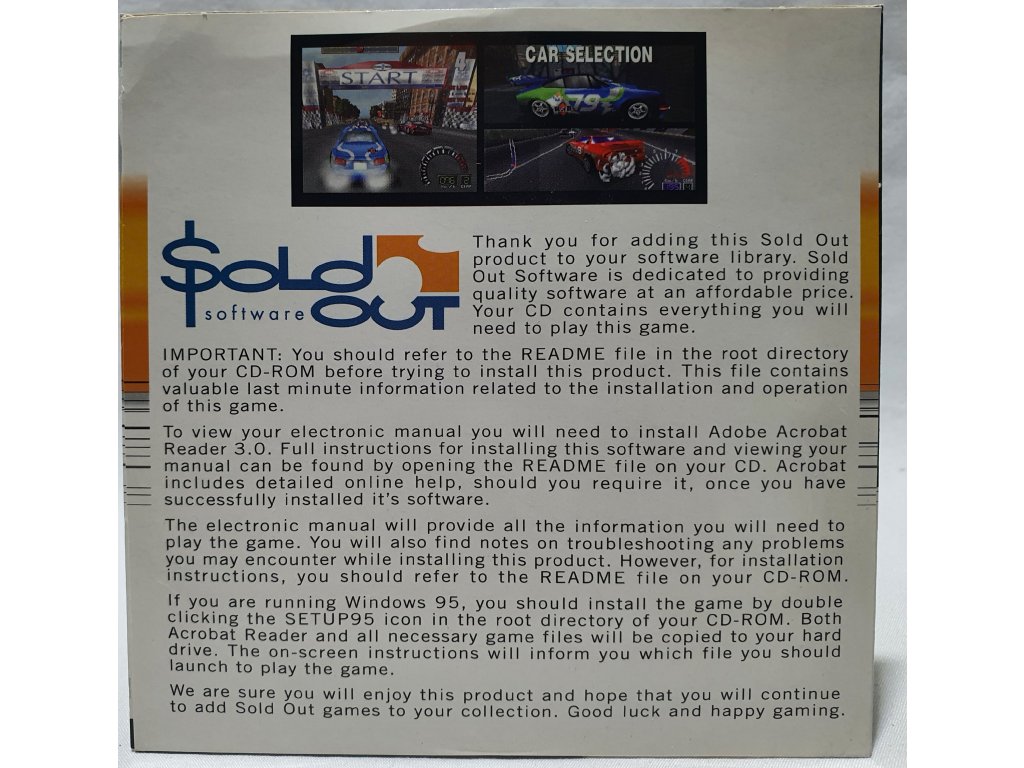 START
CAR SELECTION
79
SOLD
software OUT
Thank you for adding this Sold Out
product to your software library. Sold
Out Software is dedicated to providing
quality software at an affordable price.
Your CD contains everything you will
need to play this game.
IMPORTANT: You should refer to the README file in the root directory
of your CD-ROM before trying to install this product. This file contains
valuable last minute information related to the installation and operation
of this game.
To view your electronic manual you will need to install Adobe Acrobat
Reader 3.0. Full instructions for installing this software and viewing your
manual can be found by opening the README file on your CD. Acrobat
includes detailed online help, should you require it, once you have
successfully installed it's software.
The electronic manual will provide all the information you will need to
play the game. You will also find notes on troubleshooting any problems
you may encounter while installing this product. However, for installation
instructions, you should refer to the README file on your CD-ROM.
If you are running Windows 95, you should install the game by double
clicking the SETUP95 icon in the root directory of your CD-ROM. Both
Acrobat Reader and all necessary game files will be copied to your hard
drive. The on-screen instructions will inform you which file you should
launch to play the game.
We are sure you will enjoy this product and hope that you will continue
to add Sold Out games to your collection. Good luck and happy gaming.